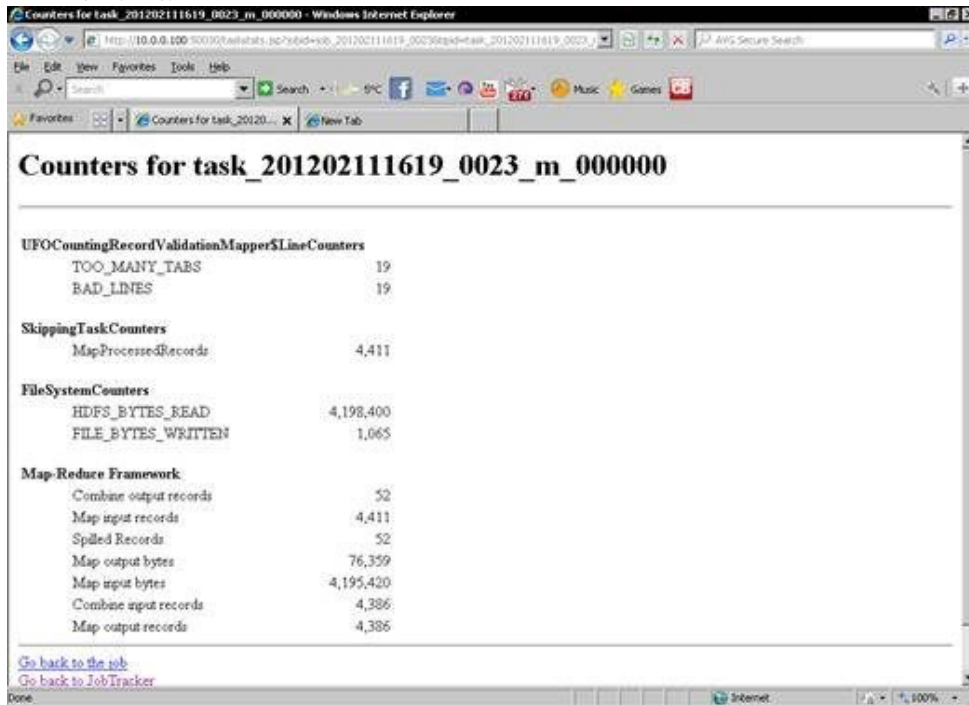 Counters for task_201202111619_0023_m_000000 - Windows Internet Explorer
File Edit View Favorites Tools Help
Search Search Music Games
Favorites Counters for task_20120... New Tab
AVG Secure Search
Counters for task_201202111619_0023_m_000000
UFOCountingRecordValidationMapper$LineCounters
TOO_MANY_TABS 19
BAD_LINES 19
SkippingTaskCounters
MapProcessedRecords 4,411
FileSystemCounters
HDFS_BYTES_READ 4,198,400
FILE_BYTES_WRITTEN 1,065
Map-Reduce Framework
Combine output records 52
Map input records 4,411
Spilled Records 52
Map output bytes 76,359
Map input bytes 4,195,420
Combine input records 4,386
Map output records 4,386
Go back to the job
Go back to JobTracker
Done Internet 100%